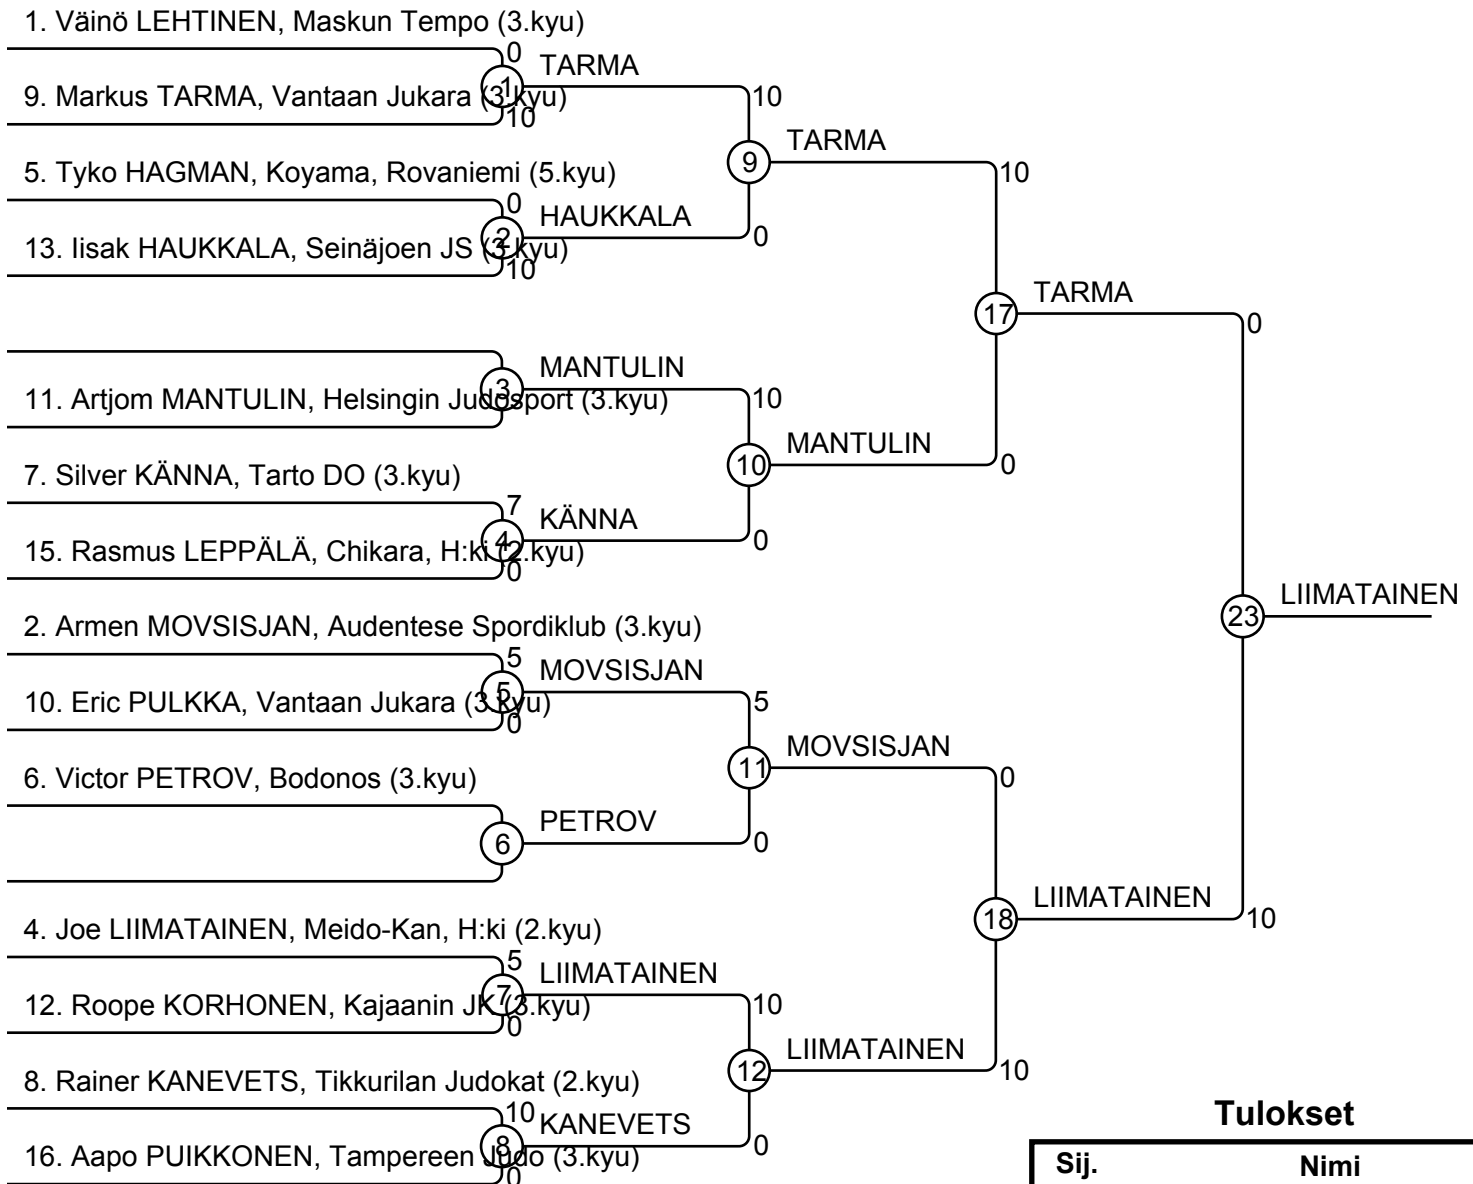 1. Väinö LEHTINEN, Maskun Tempo (3.kyu)
0
1 TARMA
9. Markus TARMA, Vantaan Jukara (3.kyu)
10
10
9 TARMA
5. Tyko HAGMAN, Koyama, Rovaniemi (5.kyu)
0
10
2 HAUKKALA
0
13. Iisak HAUKKALA, Seinäjoen JS (3.kyu)
10
17 TARMA
0
3 MANTULIN
11. Artjom MANTULIN, Helsingin Judosport (3.kyu)
10
10 MANTULIN
0
7. Silver KÄNNA, Tarto DO (3.kyu)
7
4 KÄNNA
0
15. Rasmus LEPPÄLÄ, Chikara, H:ki (2.kyu)
0
23 LIIMATAINEN
2. Armen MOVSISJAN, Audentese Spordiklub (3.kyu)
5
5 MOVSISJAN
10. Eric PULKKA, Vantaan Jukara (3.kyu)
0
5
11 MOVSISJAN
0
6. Victor PETROV, Bodonos (3.kyu)
6 PETROV
0
18 LIIMATAINEN
10
4. Joe LIIMATAINEN, Meido-Kan, H:ki (2.kyu)
5
7 LIIMATAINEN
12. Roope KORHONEN, Kajaanin JK (3.kyu)
0
10
12 LIIMATAINEN
10
8. Rainer KANEVETS, Tikkurilan Judokat (2.kyu)
10
8 KANEVETS
0
16. Aapo PUIKKONEN, Tampereen Judo (3.kyu)
0
Tulokset
Sij. Nimi